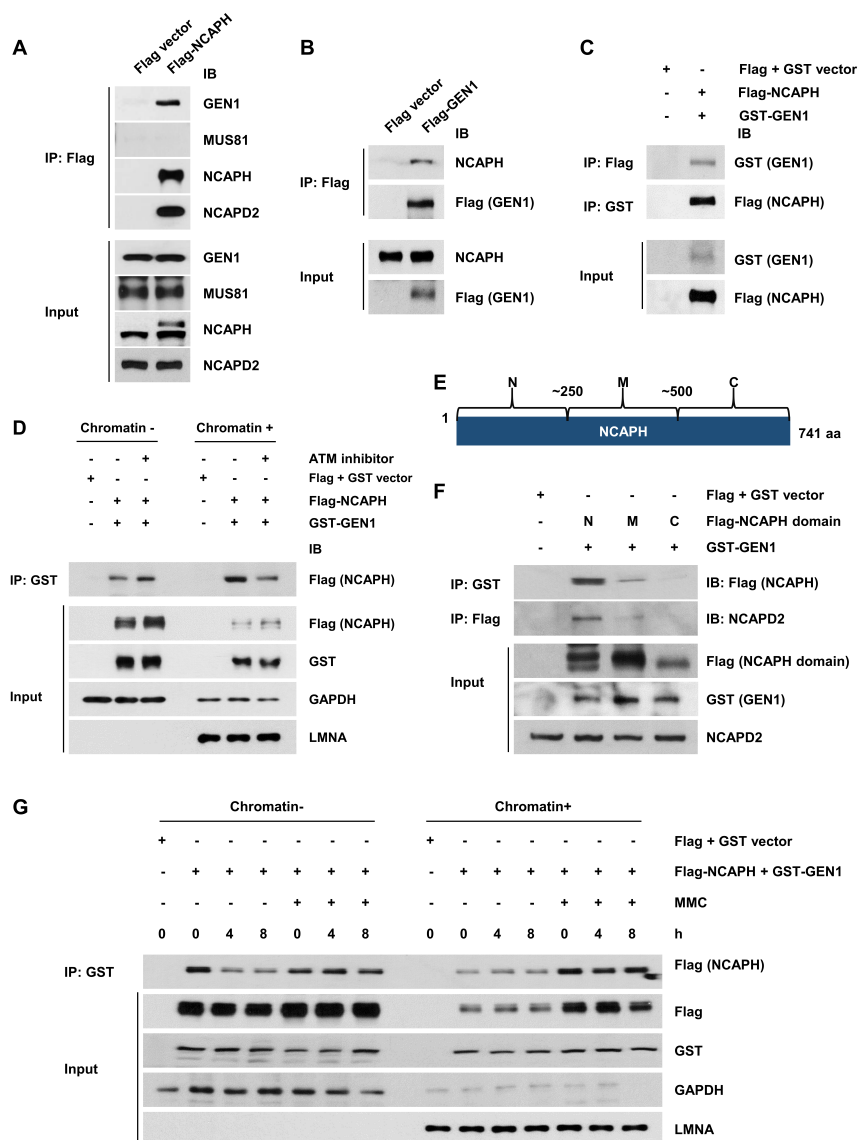 A
Flag vector
Flag-NCAPH
IB
IP: Flag
GEN1
MUS81
NCAPH
NCAPD2
Input
GEN1
MUS81
NCAPH
NCAPD2
B
Flag vector
Flag-GEN1
IB
IP: Flag
NCAPH
Flag (GEN1)
Input
NCAPH
Flag (GEN1)
C
+ - Flag + GST vector
- + Flag-NCAPH
- + GST-GEN1
IB
IP: Flag GST (GEN1)
IP: GST Flag (NCAPH)
Input
GST (GEN1)
Flag (NCAPH)
D
Chromatin - Chromatin +
- - + - - + ATM inhibitor
+ - - + - - Flag + GST vector
- + + - + + Flag-NCAPH
- + + - + + GST-GEN1
IB
IP: GST Flag (NCAPH)
Input
Flag (NCAPH)
GST
GAPDH
LMNA
E
N M C
~250 ~500
1 NCAPH 741 aa
F
+ - - - Flag + GST vector
- N M C Flag-NCAPH domain
- + + + GST-GEN1
IP: GST IB: Flag (NCAPH)
IP: Flag IB: NCAPD2
Input
Flag (NCAPH domain)
GST (GEN1)
NCAPD2
G
Chromatin- Chromatin+
+ - - - - - - + - - - - - - Flag + GST vector
- + + + + + + - + + + + + + Flag-NCAPH + GST-GEN1
- - - - + + + - - - - + + + MMC
0 0 4 8 0 4 8 0 0 4 8 0 4 8 h
IP: GST Flag (NCAPH)
Input
Flag
GST
GAPDH
LMNA